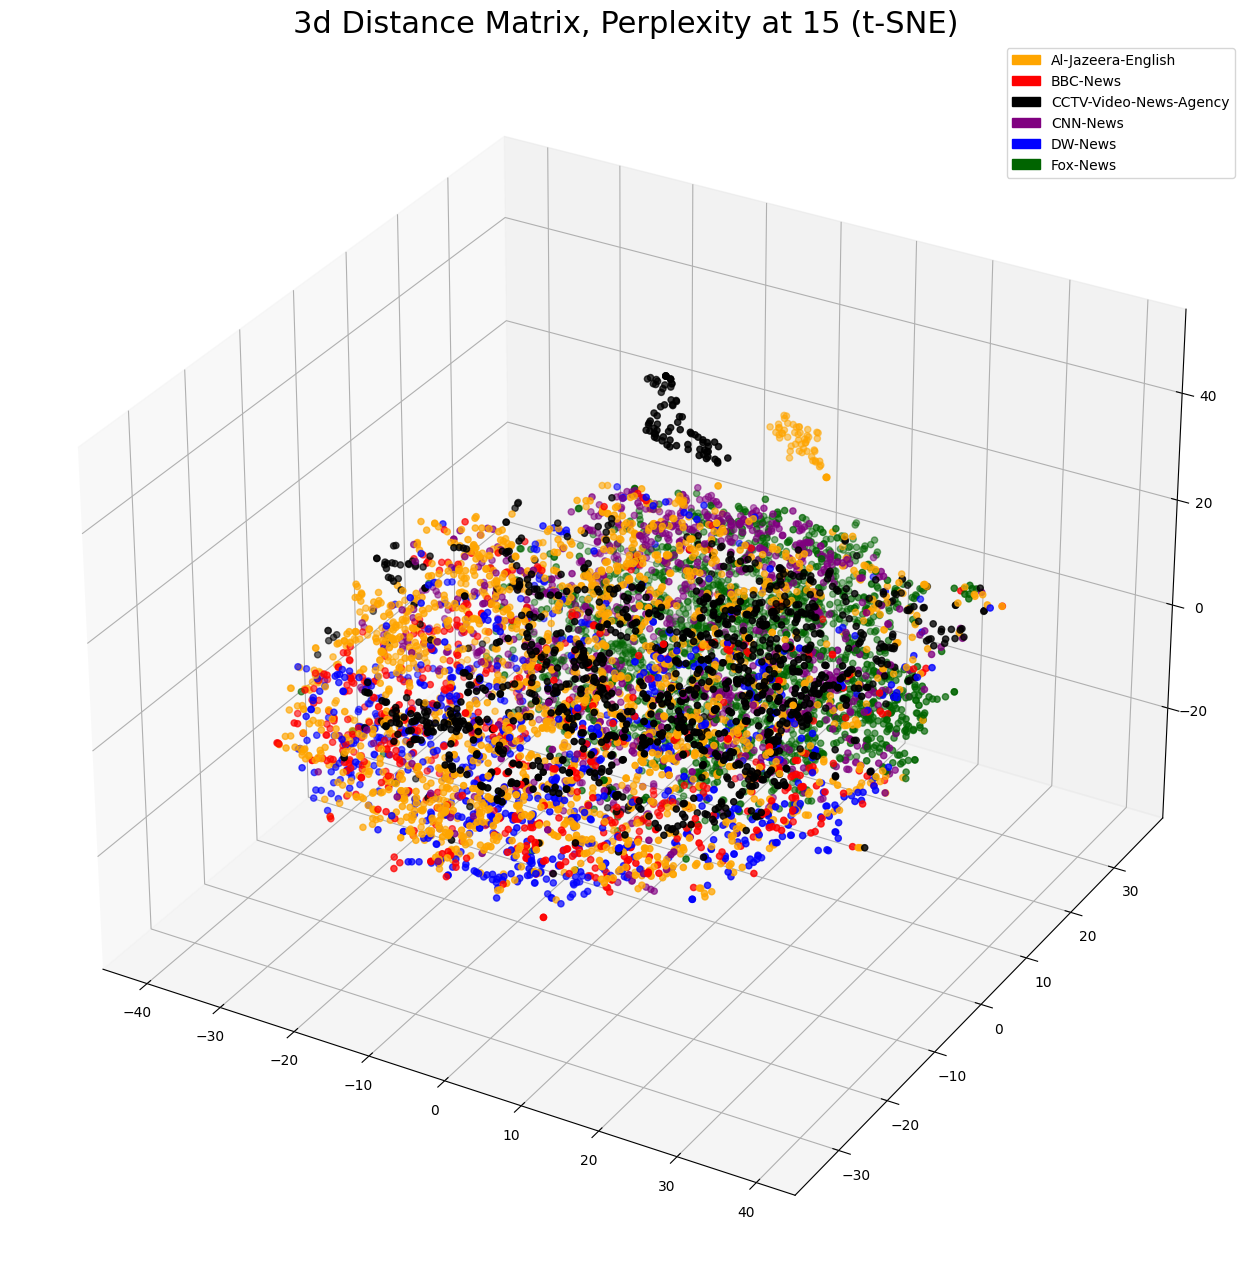 3d Distance Matrix, Perplexity at 15 (t-SNE)
Al-Jazeera-English
BBC-News
CCTV-Video-News-Agency
CNN-News
DW-News
Fox-News
40
20
0
−20
30
20
10
0
−10
−20
−30
−40
−30
−20
−10
0
10
20
30
40